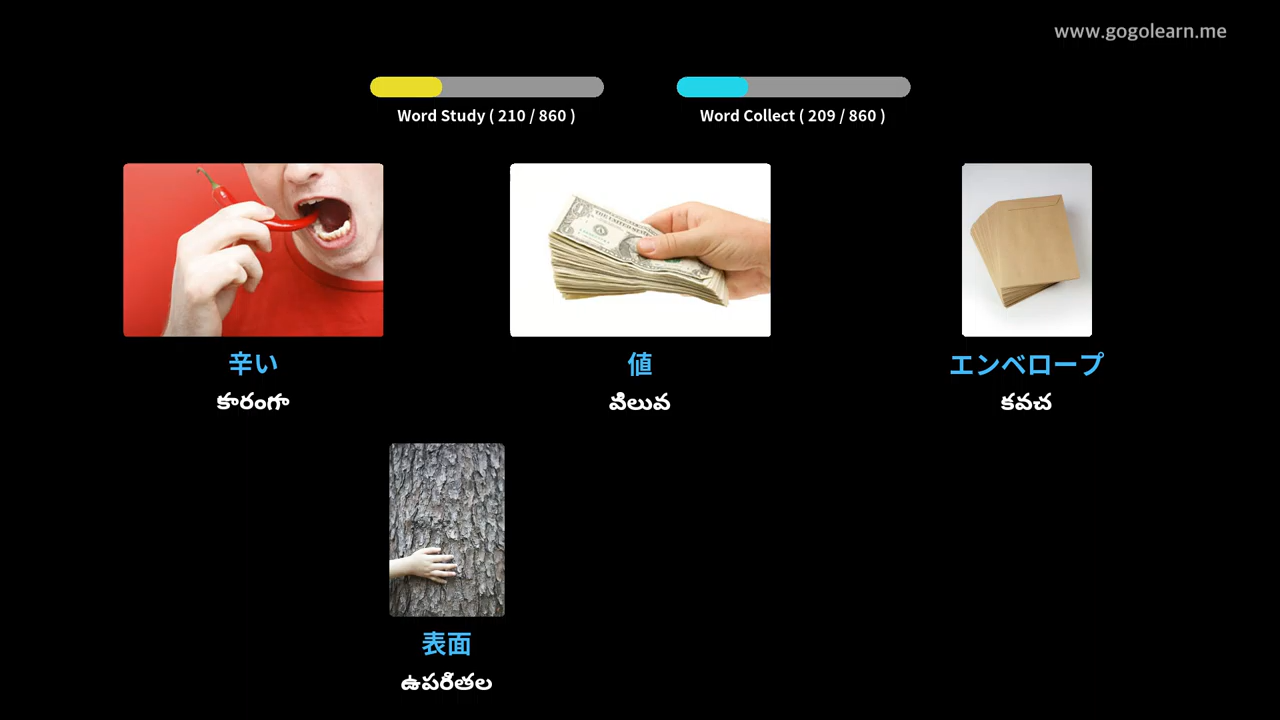 www.gogolearn.me
Word Study ( 210 / 860 )
Word Collect ( 209 / 860 )
辛い
కారంగా
値
విలువ
エンベロープ
కవచ
表面
ఉపరితల